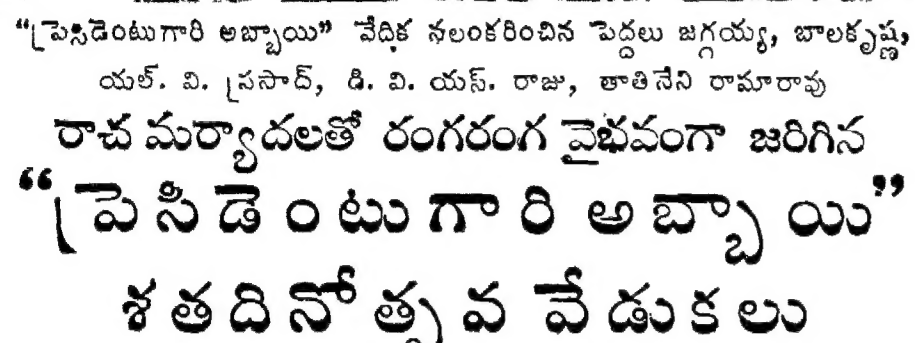 “ప్రెసిడెంటుగారి అబ్బాయి” వేదిక నలంకరించిన పెద్దలు జగ్గయ్య, బాలకృష్ణ,
యల్. వి. ప్రసాద్, డి. వి. యస్. రాజు, తాతినేని రామారావు
రాచ మర్యాదలతో రంగరంగ వైభవంగా జరిగిన
“ప్రెసిడెంటుగారి అబ్బాయి”
శతదినోత్సవ వేడుకలు